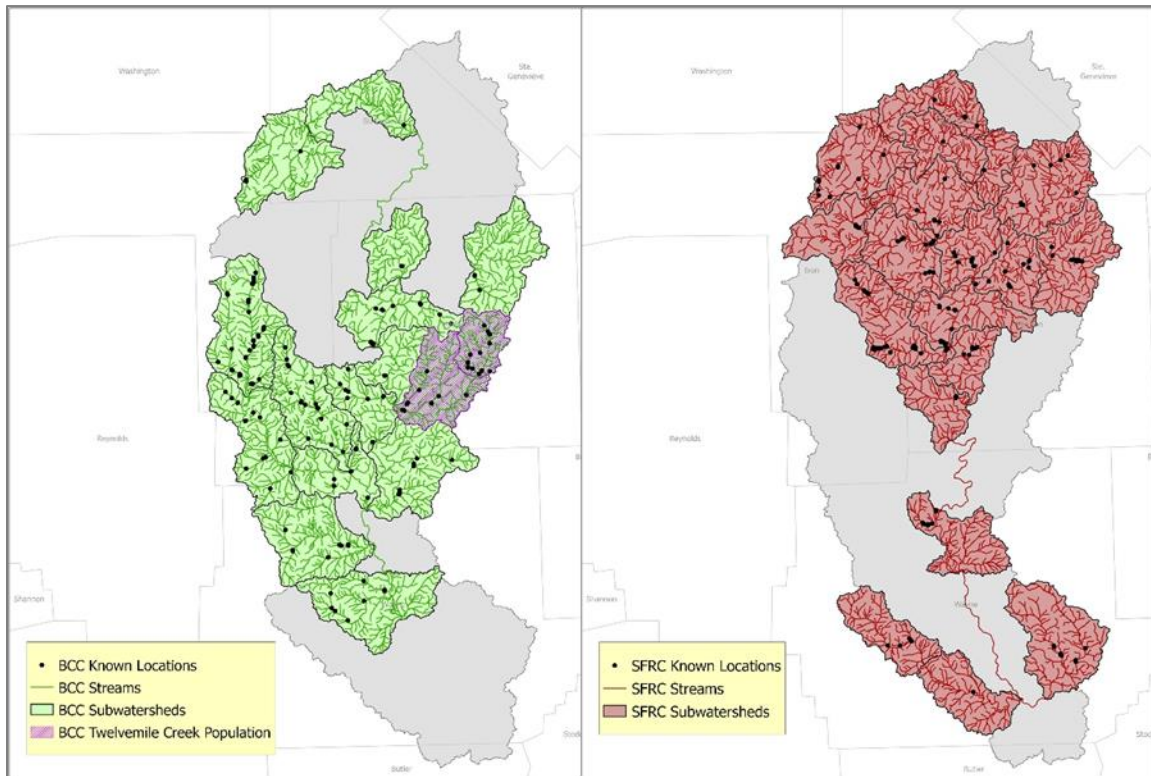 Washington
Ste.
Genevieve
Reynolds
Shannon
Butler
BCC Known Locations
BCC Streams
BCC Subwatersheds
BCC Twelvemile Creek Population
Washington
Ste.
Genevieve
Iron
Reynolds
Shannon
Wayne
Butler
SFRC Known Locations
SFRC Streams
SFRC Subwatersheds